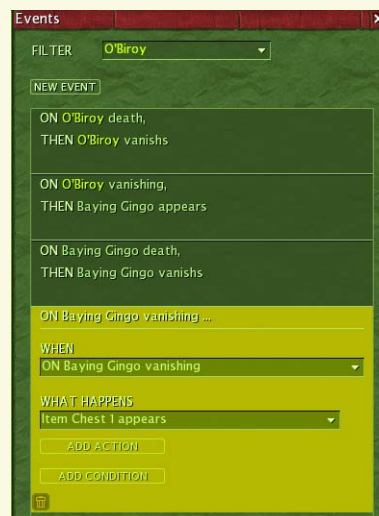 Events
FILTER O'Biroy
NEW EVENT
ON O'Biroy death,
THEN O'Biroy vanishs
ON O'Biroy vanishing,
THEN Baying Gingo appears
ON Baying Gingo death,
THEN Baying Gingo vanishs
ON Baying Gingo vanishing ...
WHEN
ON Baying Gingo vanishing
WHAT HAPPENS
Item Chest 1 appears
ADD ACTION
ADD CONDITION